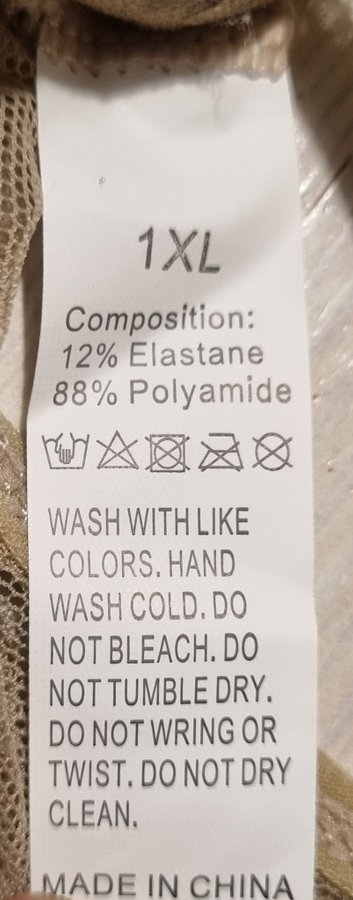 1XL
Composition:
12% Elastane
88% Polyamide
WASH WITH LIKE
COLORS. HAND
WASH COLD. DO
NOT BLEACH. DO
NOT TUMBLE DRY.
DO NOT WRING OR
TWIST. DO NOT DRY
CLEAN.
MADE IN CHINA